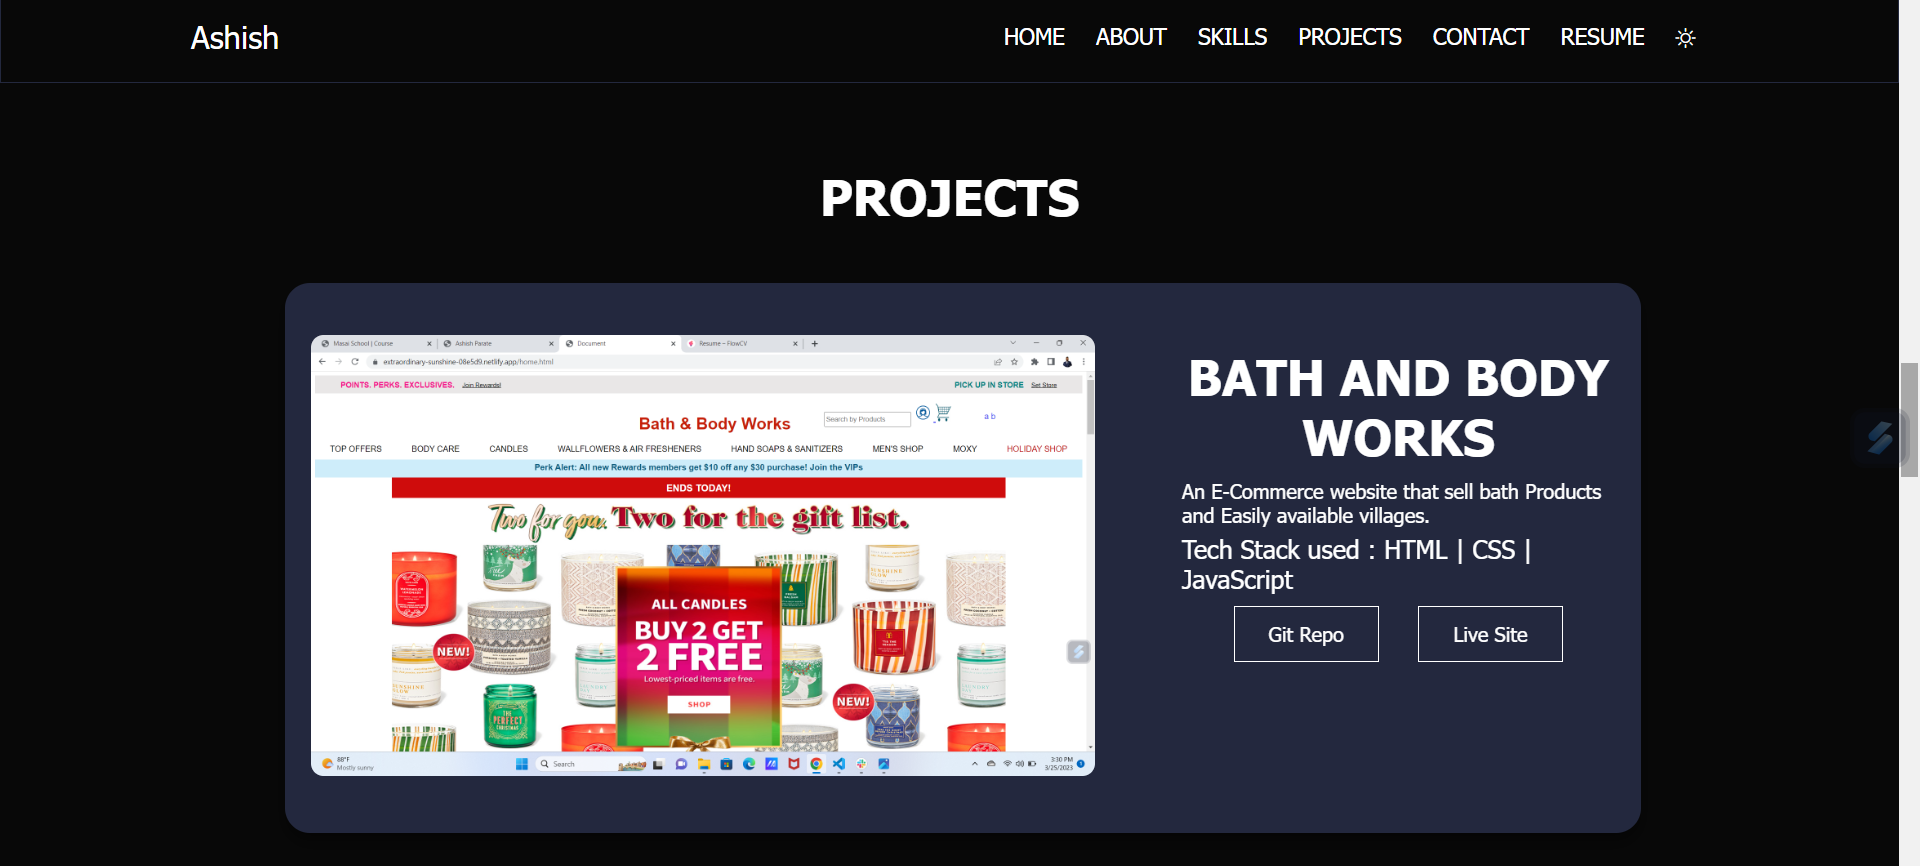 Ashish
HOME ABOUT SKILLS PROJECTS CONTACT RESUME
PROJECTS
Masai School | Course
Ashish Parate
Document
Resume – FlowCV
extraordinary-sunshine-08e5d9.netlify.app/home.html
POINTS. PERKS. EXCLUSIVES. Join Rewards!
PICK UP IN STORE Set Store
Bath & Body Works
Search by Products
a b
TOP OFFERS BODY CARE CANDLES WALLFLOWERS & AIR FRESHENERS HAND SOAPS & SANITIZERS MEN'S SHOP MOXY HOLIDAY SHOP
Perk Alert: All new Rewards members get $10 off any $30 purchase! Join the VIPs
ENDS TODAY!
Two for you. Two for the gift list.
ALL CANDLES
BUY 2 GET
2 FREE
Lowest-priced items are free.
SHOP
NEW!
NEW!
THE
PERFECT
CHRISTMAS
88°F
Mostly sunny
Search
3:30 PM
3/25/2023
BATH AND BODY
WORKS
An E-Commerce website that sell bath Products
and Easily available villages.
Tech Stack used : HTML | CSS |
JavaScript
Git Repo
Live Site